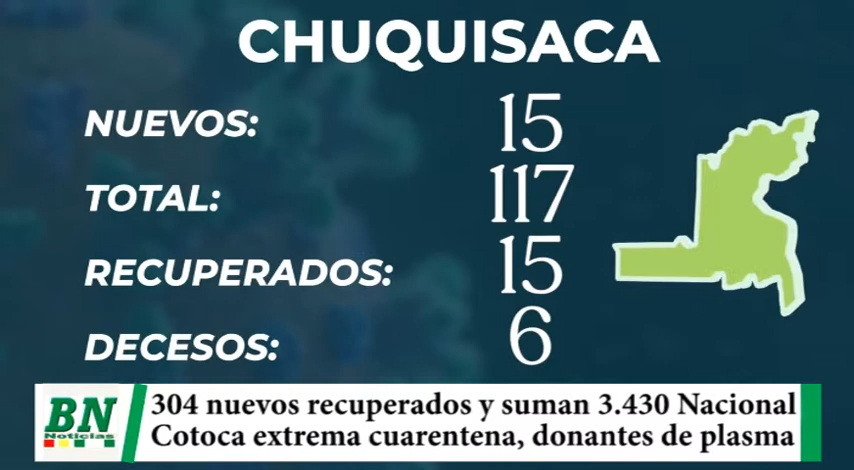 CHUQUISACA
NUEVOS: 15
TOTAL: 117
RECUPERADOS: 15
DECESOS: 6
BN
Noticias
304 nuevos recuperados y suman 3.430 Nacional
Cotoca extrema cuarentena, donantes de plasma